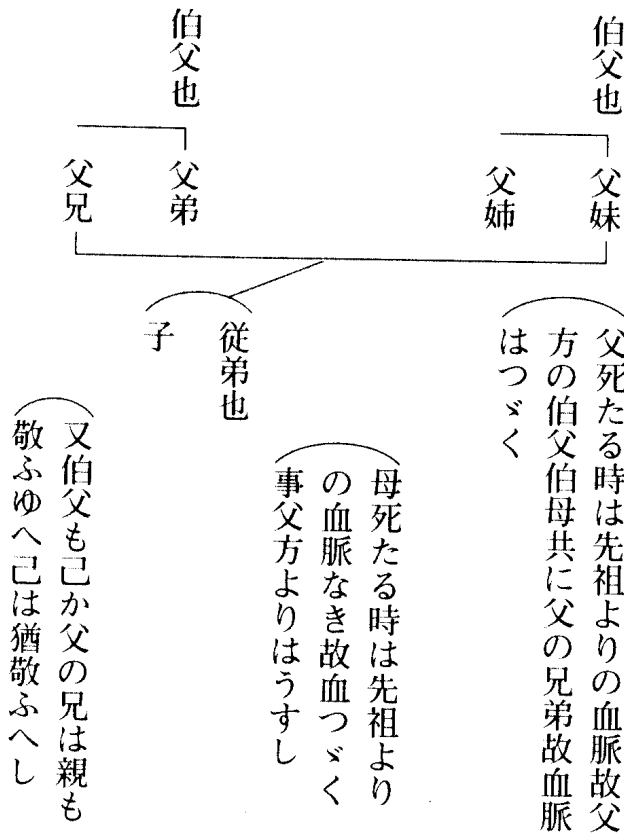 伯父也
父妹
父姉
父死たる時は先祖よりの血脈故父
方の伯父伯母共に父の兄弟故血脈
はつゞく
伯父也
父弟
父兄
従弟也
子
母死たる時は先祖より
の血脈なき故血つゞく
事父方よりはうすし
又伯父も己か父の兄は親も
敬ふゆへ己は猶敬ふへし